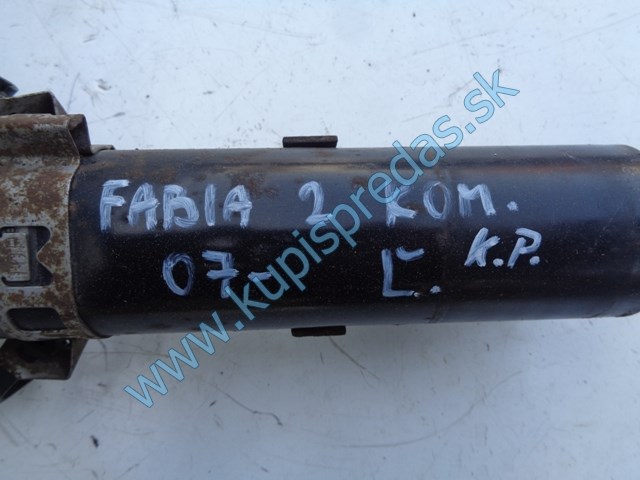 FABIA 2 KOM.
07- Ľ. K.P.
www.kupispredas.sk